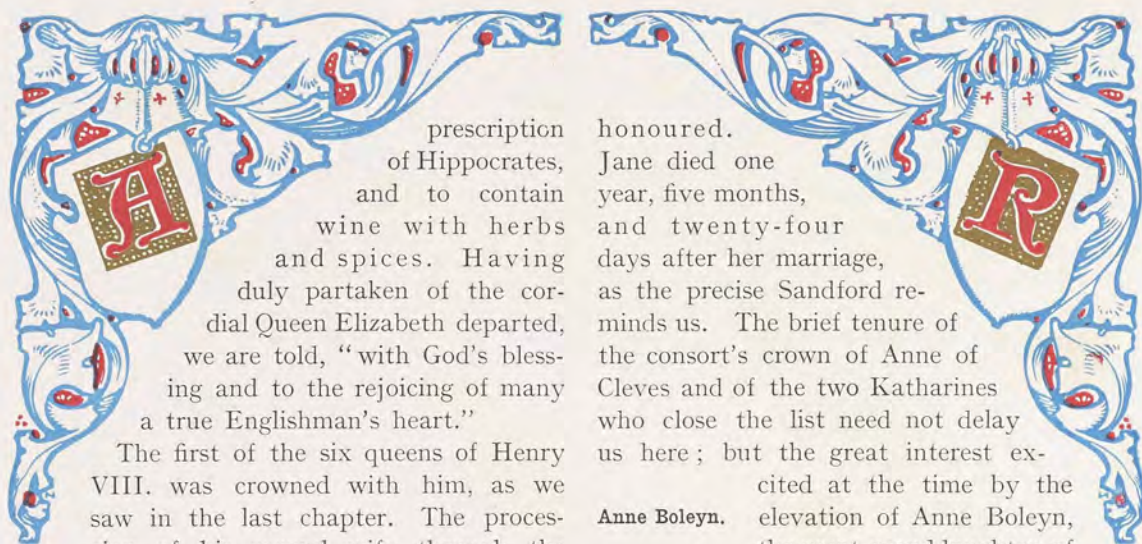 A
prescription
of Hippocrates,
and to contain
wine with herbs
and spices. Having
duly partaken of the cor-
dial Queen Elizabeth departed,
we are told, “with God's bless-
ing and to the rejoicing of many
a true Englishman's heart.”
The first of the six queens of Henry
VIII. was crowned with him, as we
saw in the last chapter. The proces-
R
honoured.
Jane died one
year, five months,
and twenty-four
days after her marriage,
as the precise Sandford re-
minds us. The brief tenure of
the consort's crown of Anne of
Cleves and of the two Katharines
who close the list need not delay
us here; but the great interest ex-
cited at the time by the
Anne Boleyn. elevation of Anne Boleyn,